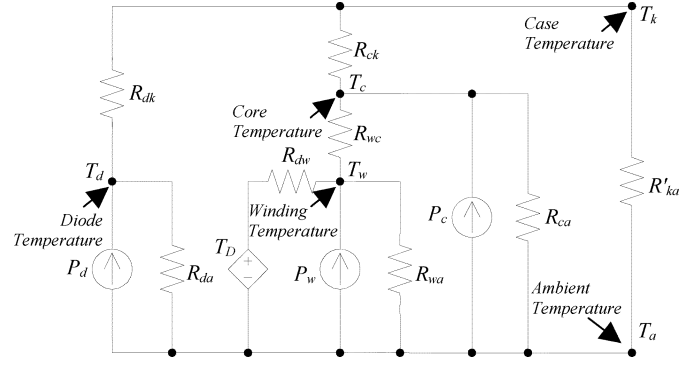 Case
Temperature
T_k
R_ck
R_dk
T_c
Core
Temperature
R_wc
R_dw
T_d
T_w
R'_ka
Diode
Temperature
Winding
Temperature
P_c
R_ca
T_D
+
−
P_d
R_da
P_w
R_wa
Ambient
Temperature
T_a